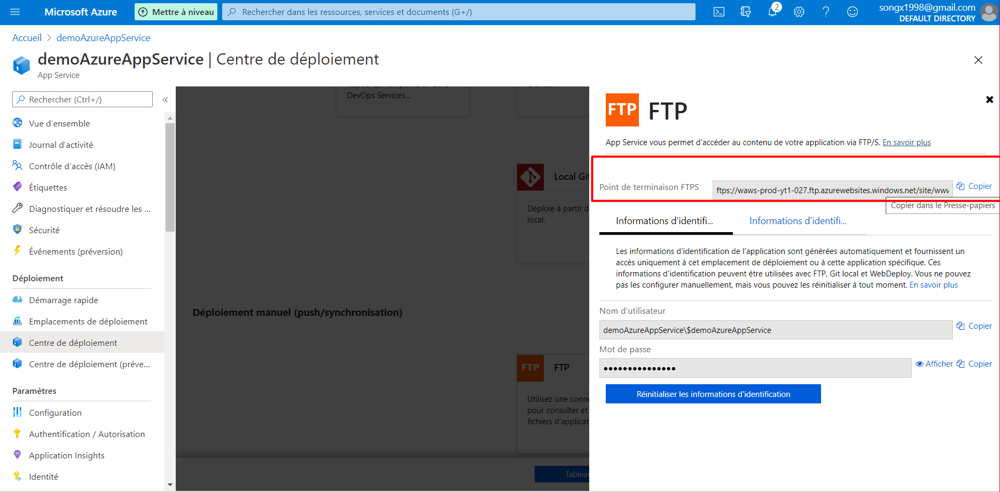 Microsoft Azure
Mettre à niveau
Rechercher dans les ressources, services et documents (G+/)
2
songx1998@gmail.com
DEFAULT DIRECTORY
Accueil > demoAzureAppService
demoAzureAppService | Centre de déploiement
App Service
Rechercher (Ctrl+/)
«
Vue d'ensemble
Journal d'activité
Contrôle d'accès (IAM)
Étiquettes
Diagnostiquer et résoudre les ...
Sécurité
Événements (préversion)
Déploiement
Démarrage rapide
Emplacements de déploiement
Centre de déploiement
Centre de déploiement (préve...
Paramètres
Configuration
Authentification / Autorisation
Application Insights
Identité
DevOps Services...
Local Git
Déploie à partir d
local.
Déploiement manuel (push/synchronisation)
FTP
FTP
Utilisez une conne
pour consulter et
fichiers d'applicat
Tableau
FTP
FTP
App Service vous permet d'accéder au contenu de votre application via FTP/S. En savoir plus
Point de terminaison FTPS
ftps://waws-prod-yt1-027.ftp.azurewebsites.windows.net/site/www
Copier
Copier dans le Presse-papiers
Informations d'identifi...
Informations d'identifi...
Les informations d'identification de l'application sont générées automatiquement et fournissent un
accès uniquement à cet emplacement de déploiement ou à cette application spécifique. Ces
informations d'identification peuvent être utilisées avec FTP, Git local et WebDeploy. Vous ne pouvez
pas les configurer manuellement, mais vous pouvez les réinitialiser à tout moment. En savoir plus
Nom d'utilisateur
demoAzureAppService\$demoAzureAppService
Copier
Mot de passe
•••••••••••••••
Afficher
Copier
Réinitialiser les informations d'identification